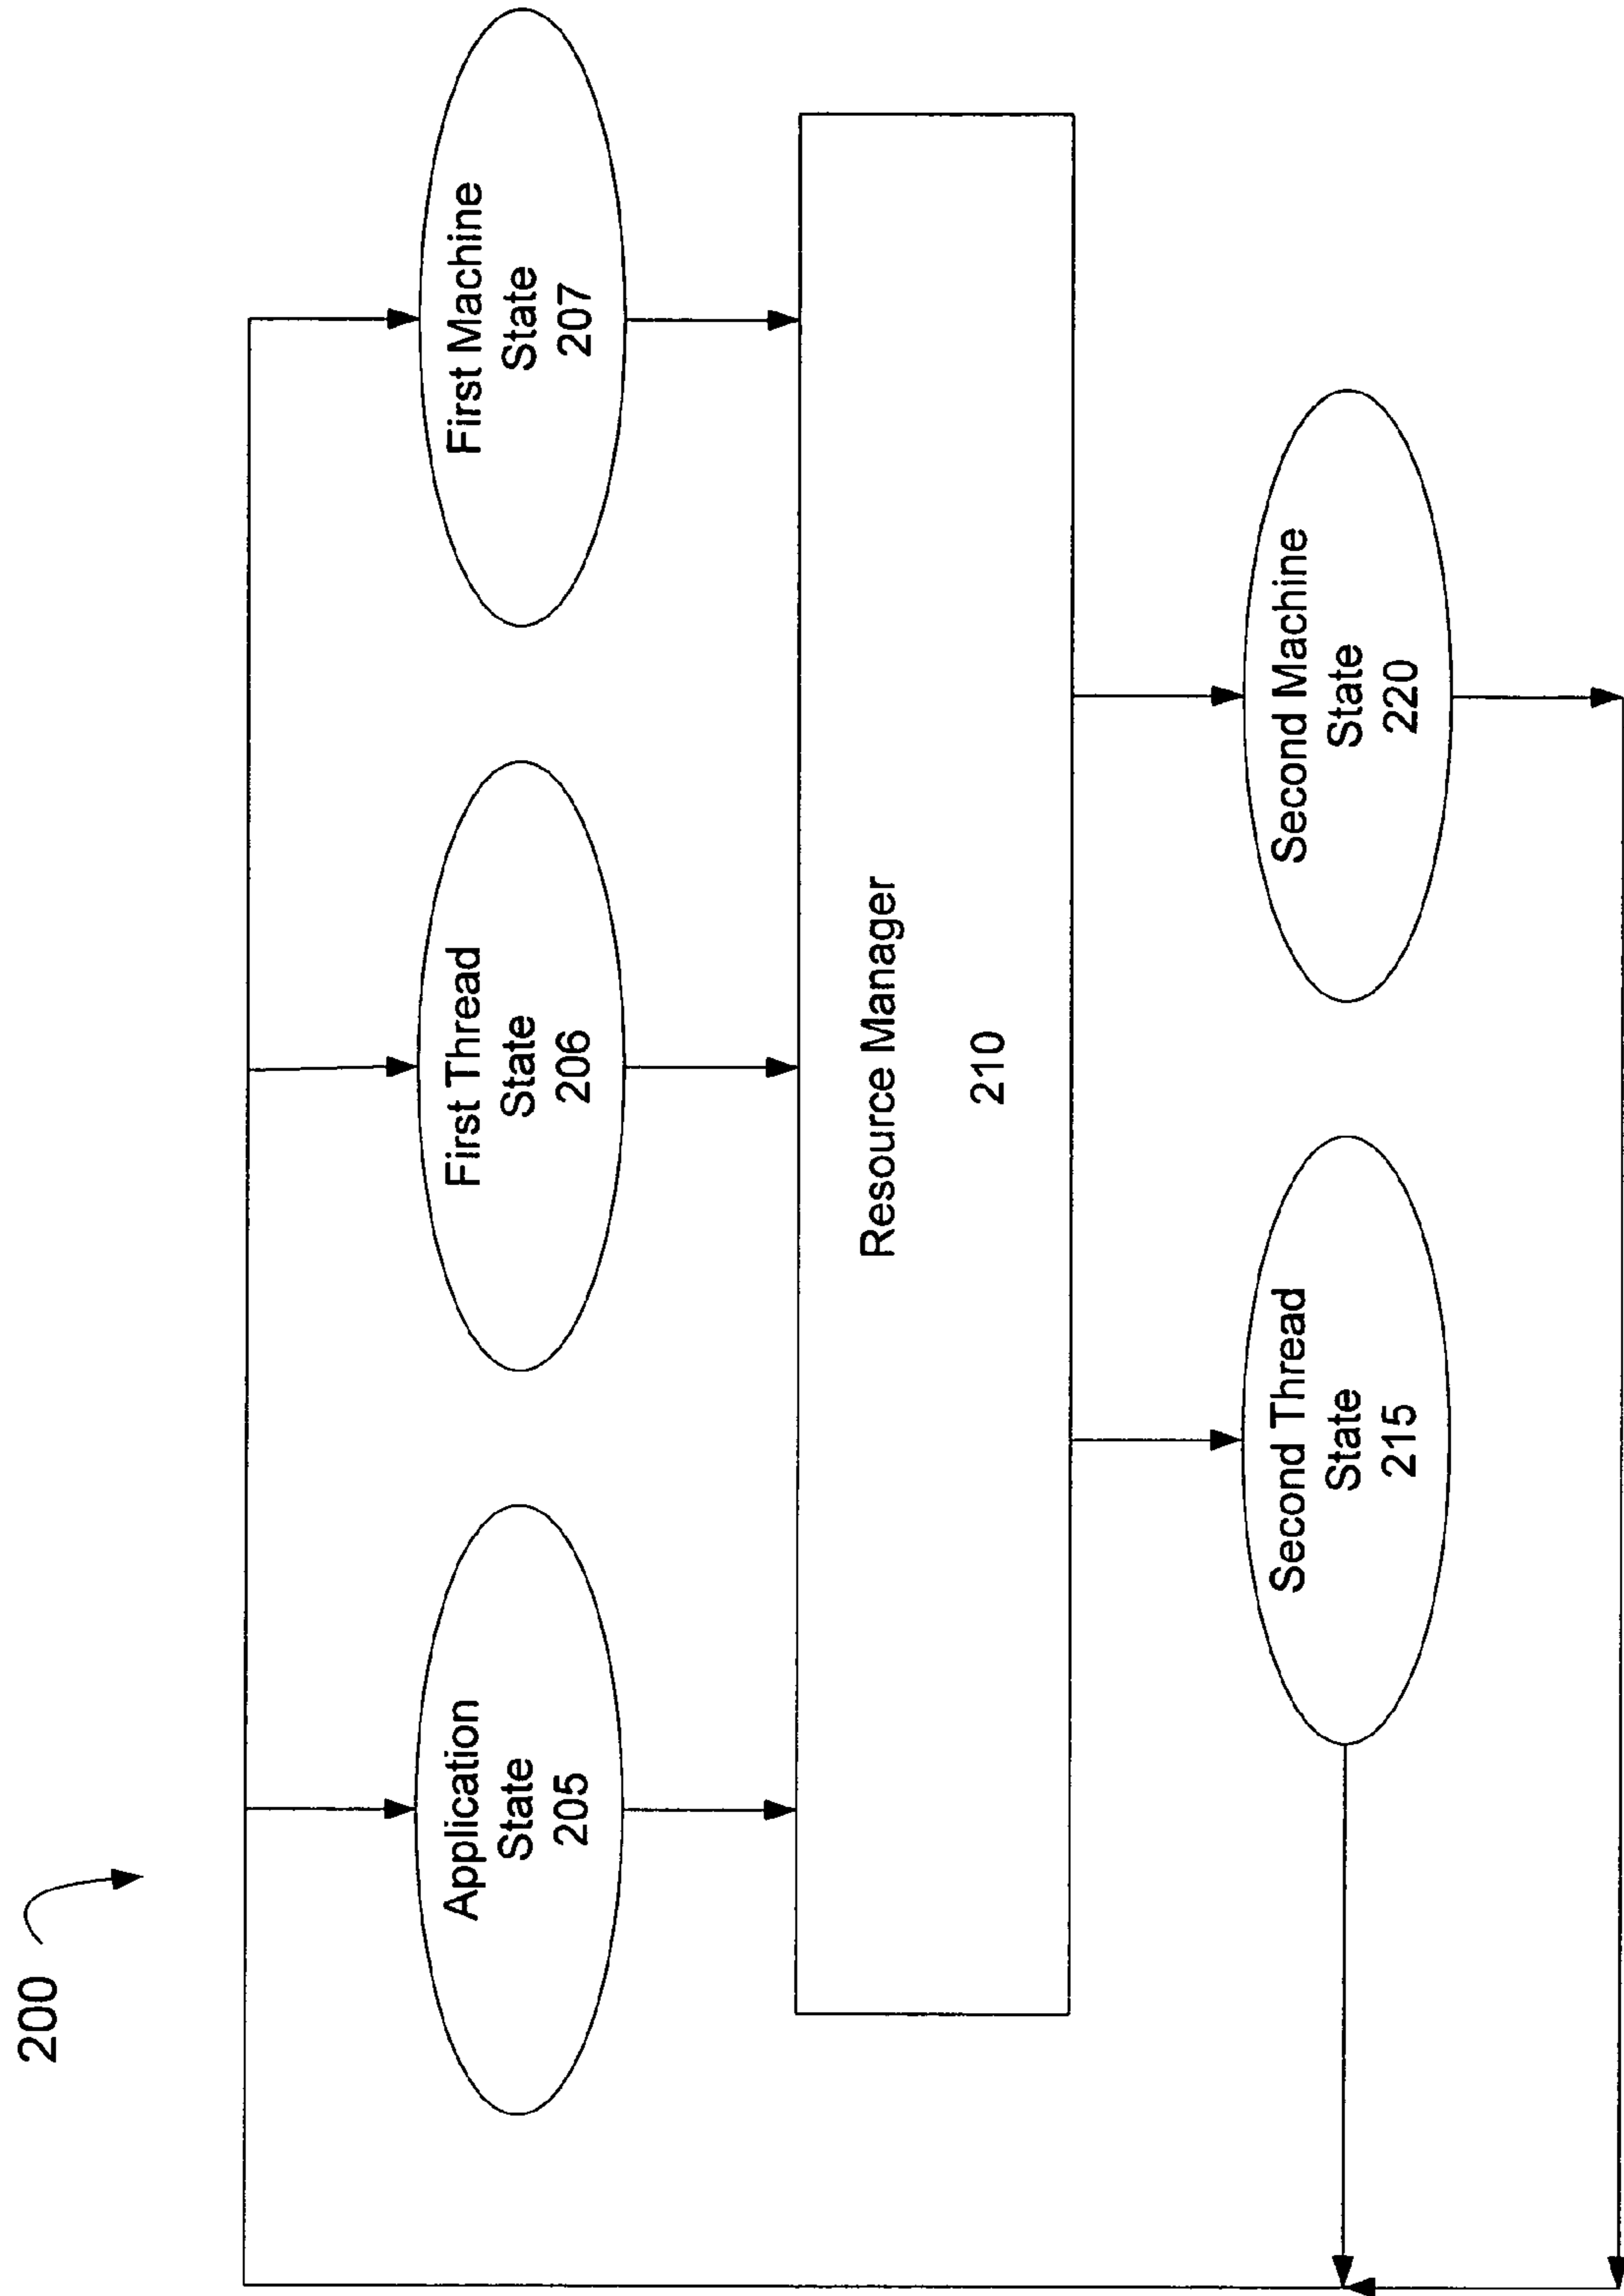 200
Application
State
205
First Thread
State
206
First Machine
State
207
Resource Manager
210
Second Thread
State
215
Second Machine
State
220